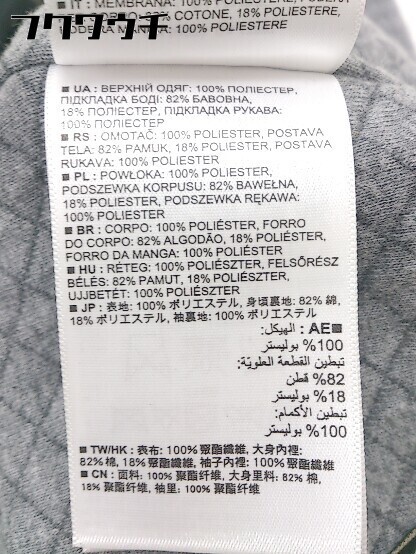 フクウウチ
■ IT : MEMBRANA: 100% POLIESTERE,
COTONE, 18% POLIESTERE,
MANICA: 100% POLIESTERE
■ UA : ВЕРХНІЙ ОДЯГ: 100% ПОЛІЕСТЕР,
ПІДКЛАДКА БОДІ: 82% БАВОВНА,
18% ПОЛІЕСТЕР, ПІДКЛАДКА РУКАВА:
100% ПОЛІЕСТЕР
■ RS : OMOTAČ: 100% POLIESTER, POSTAVA
TELA: 82% PAMUK, 18% POLIESTER, POSTAVA
RUKAVA: 100% POLIESTER
■ PL : POWŁOKA: 100% POLIESTER,
PODSZEWKA KORPUSU: 82% BAWEŁNA,
18% POLIESTER, PODSZEWKA RĘKAWA:
100% POLIESTER
■ BR : CORPO: 100% POLIÉSTER, FORRO
DO CORPO: 82% ALGODÃO, 18% POLIÉSTER,
FORRO DA MANGA: 100% POLIÉSTER
■ HU : RÉTEG: 100% POLIÉSZTER, FELSŐRÉSZ
BÉLÉS: 82% PAMUT, 18% POLIÉSZTER,
UJJBETÉT: 100% POLIÉSZTER
■ JP : 表地: 100% ポリエステル, 身頃裏地: 82% 綿,
18% ポリエステル, 袖裏地: 100% ポリエステル
■AE : الهيكل:
100% بوليستر
تبطين القطعة العلويّة:
82% قطن
18% بوليستر
تبطين الأكمام:
100% بوليستر
■ TW/HK : 表布: 100% 聚酯纖維, 大身內裡:
82% 棉, 18% 聚酯纖維, 袖子內裡: 100% 聚酯纖維
■ CN : 面料: 100% 聚酯纤维, 大身里料: 82% 棉,
18% 聚酯纤维, 袖里: 100% 聚酯纤维